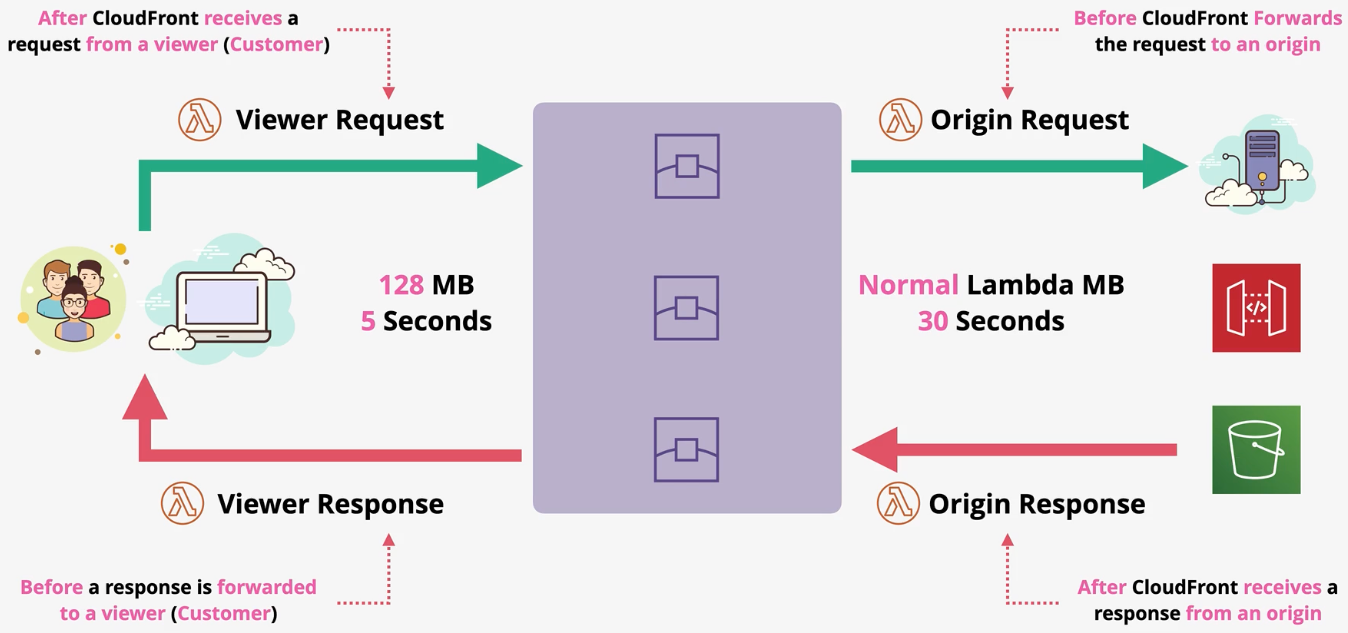 After CloudFront receives a
request from a viewer (Customer)
Before CloudFront Forwards
the request to an origin
Viewer Request
Origin Request
128 MB
5 Seconds
Normal Lambda MB
30 Seconds
</>
Viewer Response
Origin Response
Before a response is forwarded
to a viewer (Customer)
After CloudFront receives a
response from an origin